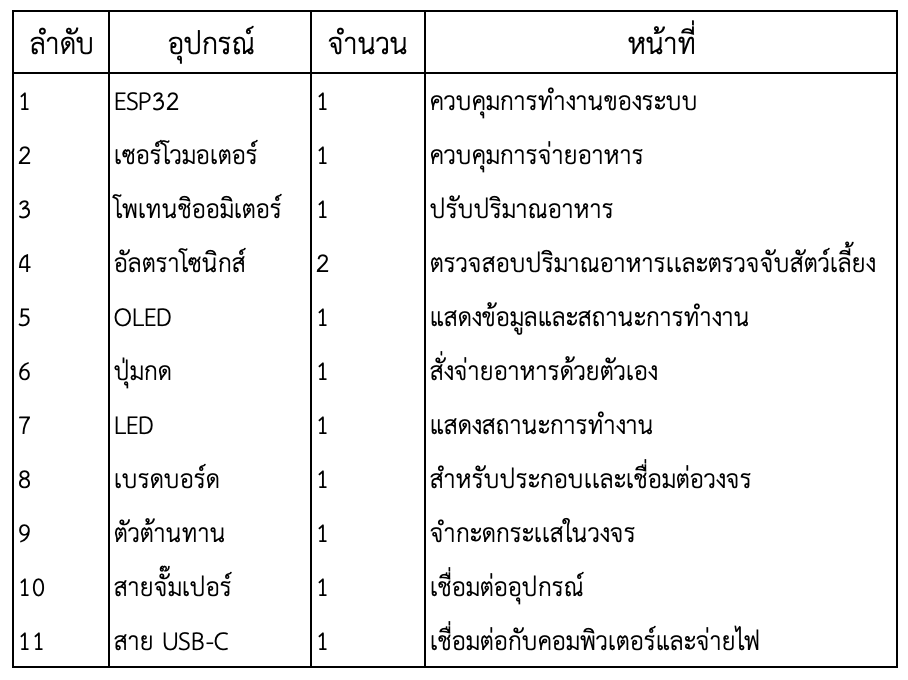 ลำดับ อุปกรณ์ จำนวน หน้าที่
1 ESP32 1 ควบคุมการทำงานของระบบ
2 เซอร์โวมอเตอร์ 1 ควบคุมการจ่ายอาหาร
3 โพเทนชิออมิเตอร์ 1 ปรับปริมาณอาหาร
4 อัลตราโซนิกส์ 2 ตรวจสอบปริมาณอาหารและตรวจจับสัตว์เลี้ยง
5 OLED 1 แสดงข้อมูลและสถานะการทำงาน
6 ปุ่มกด 1 สั่งจ่ายอาหารด้วยตัวเอง
7 LED 1 แสดงสถานะการทำงาน
8 เบรดบอร์ด 1 สำหรับประกอบและเชื่อมต่อวงจร
9 ตัวต้านทาน 1 จำกะดกระแสในวงจร
10 สายจั๊มเปอร์ 1 เชื่อมต่ออุปกรณ์
11 สาย USB-C 1 เชื่อมต่อกับคอมพิวเตอร์และจ่ายไฟ